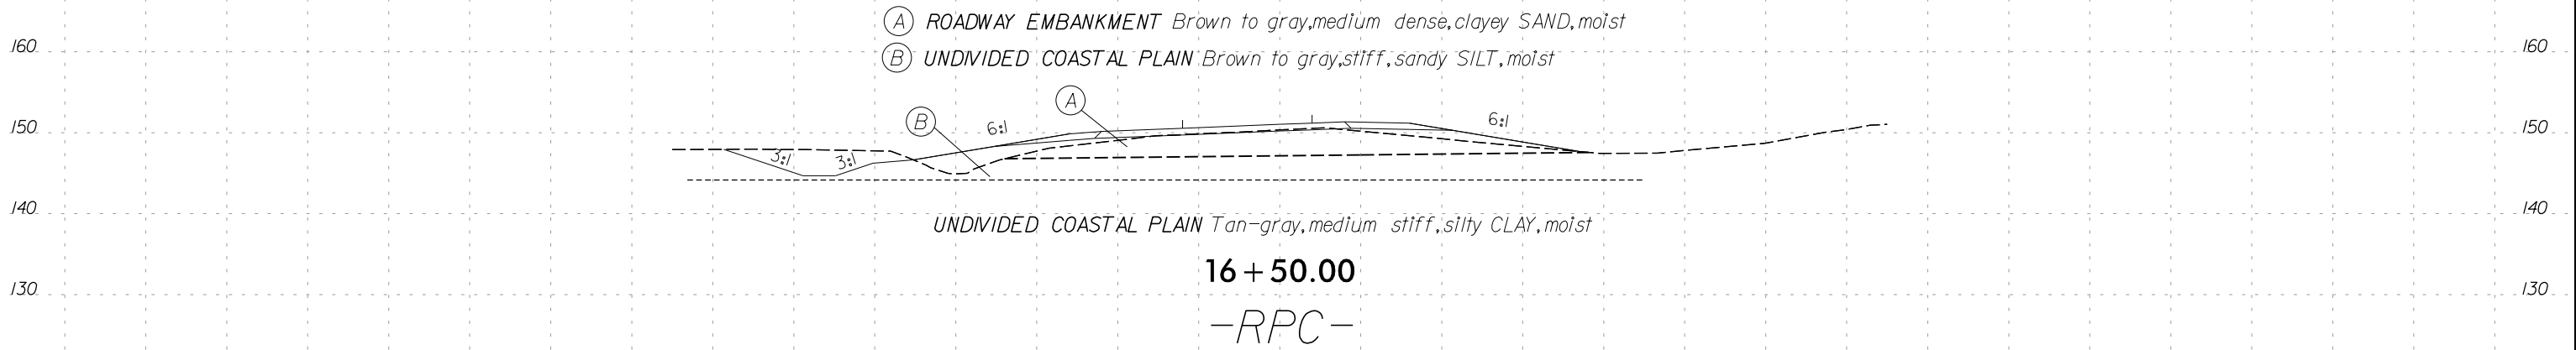 Ⓐ ROADWAY EMBANKMENT Brown to gray,medium dense,clayey SAND,moist
160 160
Ⓑ UNDIVIDED COASTAL PLAIN Brown to gray,stiff,sandy SILT,moist
A
B
6:1 6:1
150 150
3:1 3:1
140 140
UNDIVIDED COASTAL PLAIN Tan-gray,medium stiff,silty CLAY,moist
16+50.00
130 130
-RPC-